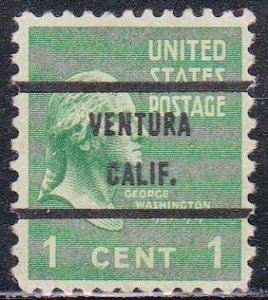 UNITED
STATES
POSTAGE
VENTURA
CALIF.
GEORGE
WASHINGTON
1 CENT 1